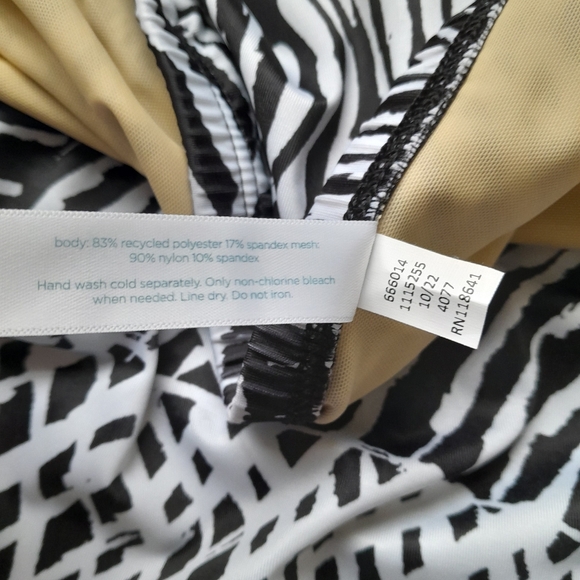 body: 83% recycled polyester 17% spandex mesh:
90% nylon 10% spandex
Hand wash cold separately. Only non-chlorine bleach
when needed. Line dry. Do not iron.
666014
1115255
10/22
4077
RN118641